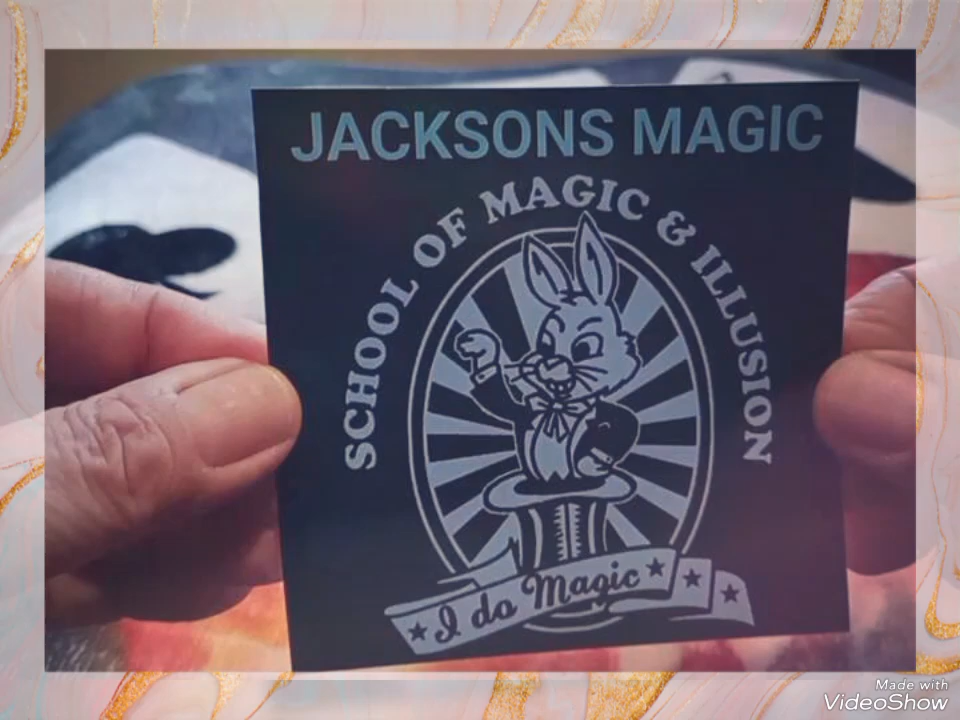 JACKSONS MAGIC
SCHOOL OF MAGIC & ILLUSION
I do Magic
Made with
VideoShow